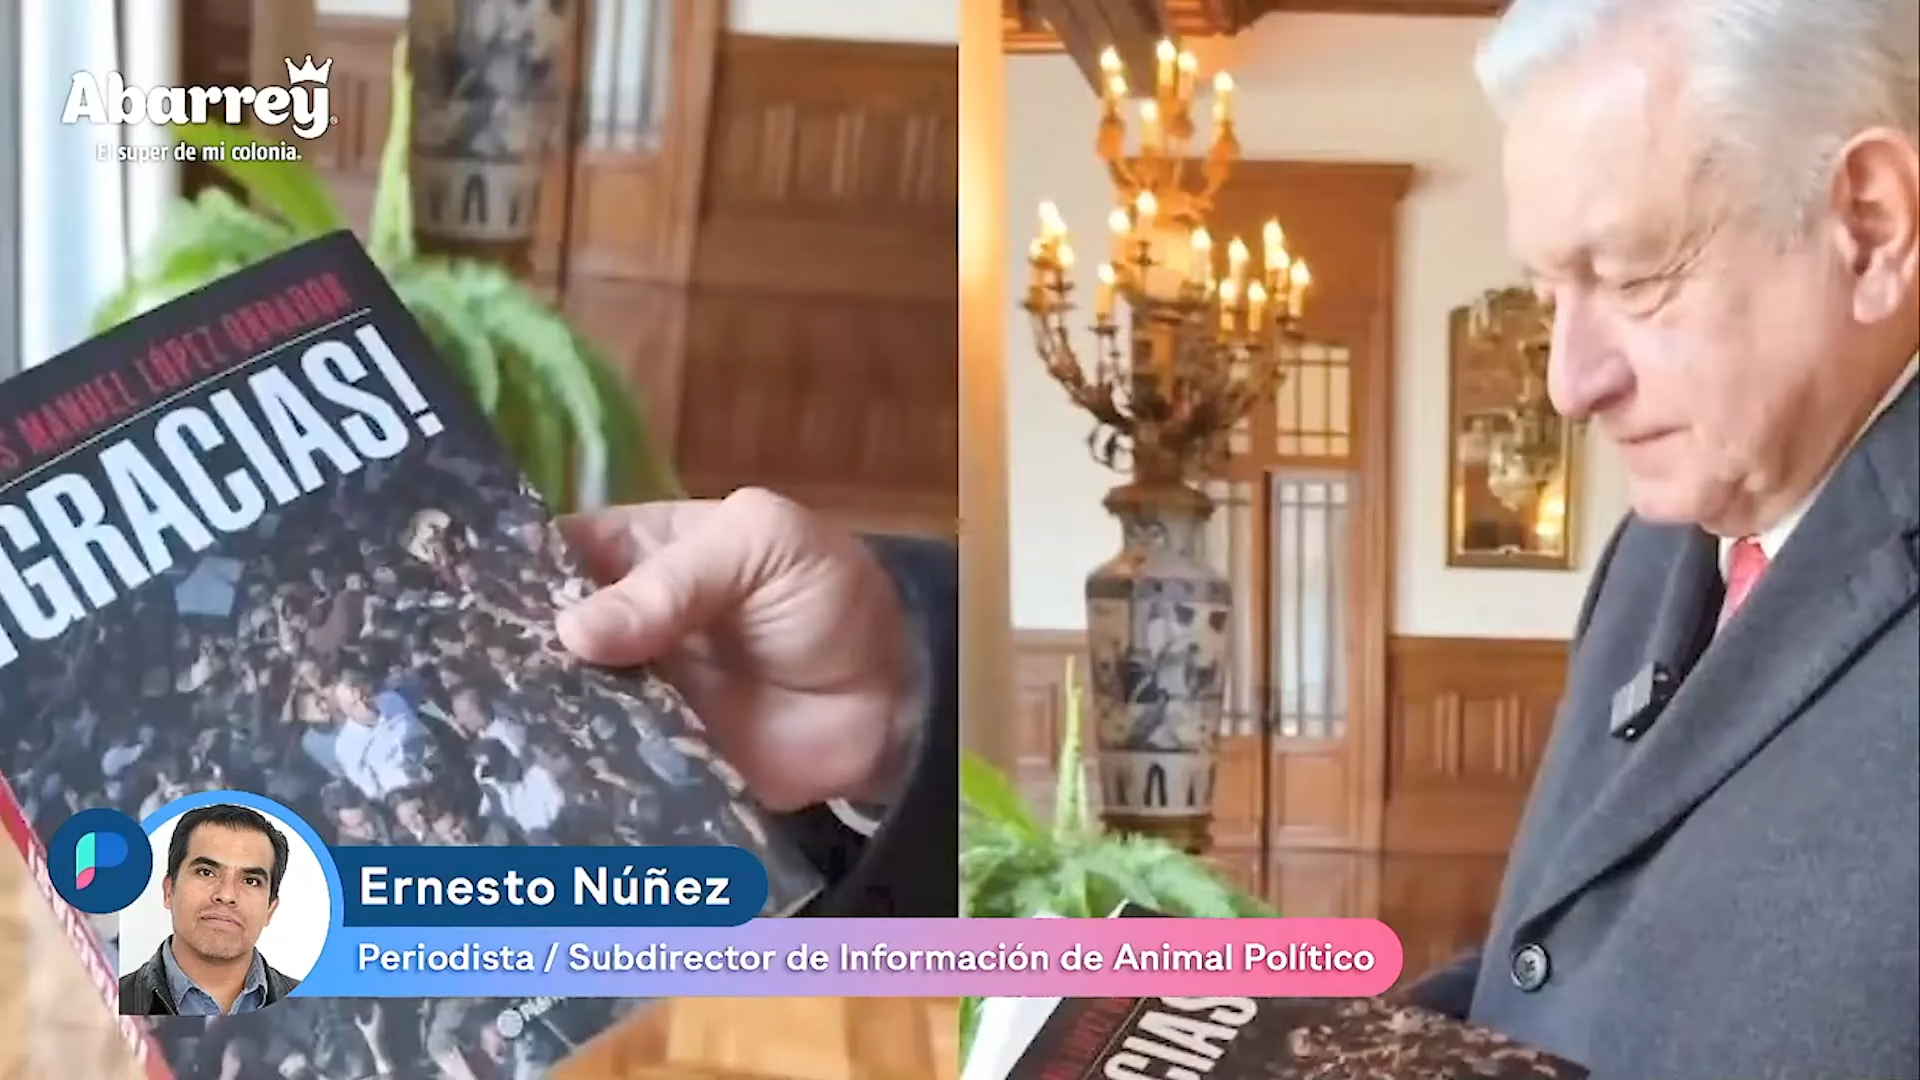 Abarrey
El super de mi colonia.
S MANUEL LÓPEZ OBRADOR
¡GRACIAS!
Ernesto Núñez
Periodista / Subdirector de Información de Animal Político
CIAS